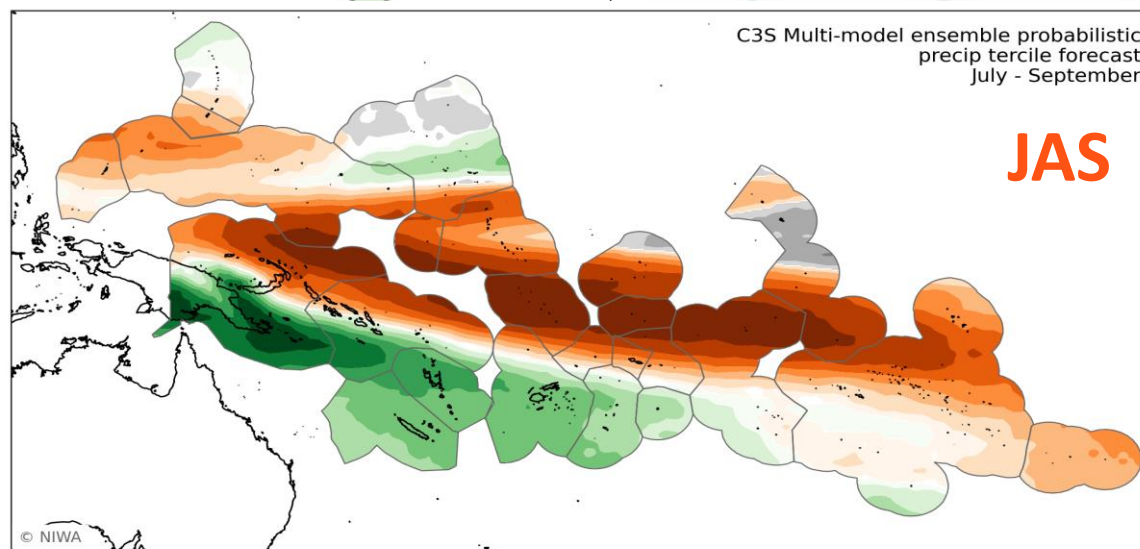 C3S Multi-model ensemble probabilistic
precip tercile forecast
July - September
JAS
© NIWA